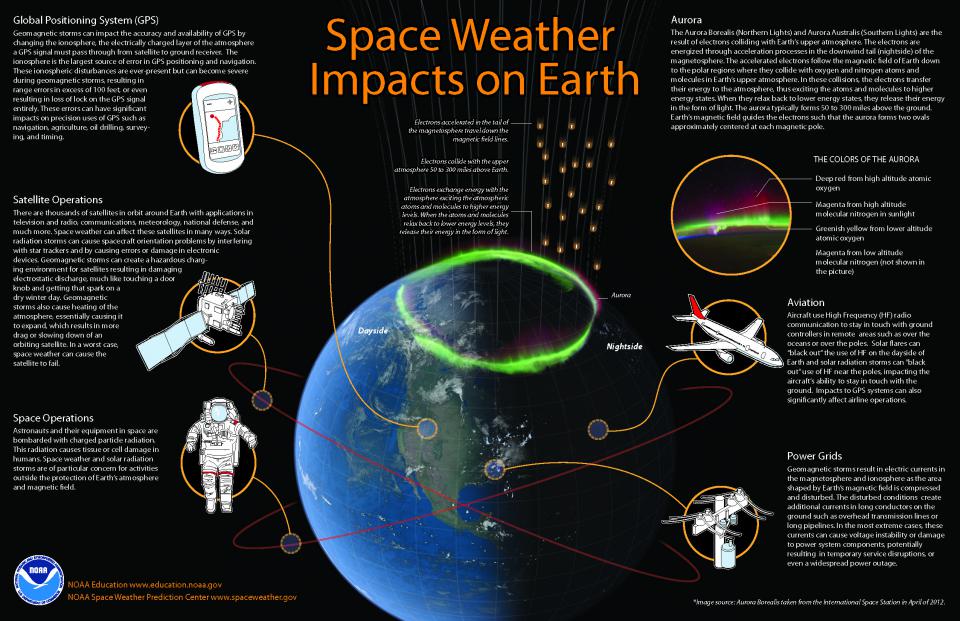 Space Weather
Impacts on Earth
Global Positioning System (GPS)
Geomagnetic storms can impact the accuracy and availability of GPS by
changing the ionosphere, the electrically charged layer of the atmosphere
a GPS signal must pass through from satellite to ground receiver. The
ionosphere is the largest source of error in GPS positioning and navigation.
These ionospheric disturbances are ever-present but can become severe
during geomagnetic storms, resulting in
range errors in excess of 100 feet, or even
resulting in loss of lock on the GPS signal
entirely. These errors can have significant
impacts on precision uses of GPS such as
navigation, agriculture, oil drilling, survey-
ing, and timing.
Satellite Operations
There are thousands of satellites in orbit around Earth with applications in
television and radio, communications, meteorology, national defense, and
much more. Space weather can affect these satellites in many ways. Solar
radiation storms can cause spacecraft orientation problems by interfering
with star trackers and by causing errors or damage in electronic
devices. Geomagnetic storms can create a hazardous charg-
ing environment for satellites resulting in damaging
electrostatic discharge, much like touching a door
knob and getting that spark on a
dry winter day. Geomagnetic
storms also cause heating of the
atmosphere, essentially causing it
to expand, which results in more
drag or slowing down of an
orbiting satellite. In a worst case,
space weather can cause the
satellite to fail.
Space Operations
Astronauts and their equipment in space are
bombarded with charged particle radiation.
This radiation causes tissue or cell damage in
humans. Space weather and solar radiation
storms are of particular concern for activities
outside the protection of Earth's atmosphere
and magnetic field.
NOAA
NOAA Education www.education.noaa.gov
NOAA Space Weather Prediction Center www.spaceweather.gov
Electrons accelerated in the tail of
the magnetosphere travel down the
magnetic field lines.
Electrons collide with the upper
atmosphere 50 to 300 miles above Earth.
Electrons exchange energy with the
atmosphere exciting the atmospheric
atoms and molecules to higher energy
levels. When the atoms and molecules
relax back to lower energy levels, they
release their energy in the form of light.
Aurora
Dayside
Nightside
Aurora
The Aurora Borealis (Northern Lights) and Aurora Australis (Southern Lights) are the
result of electrons colliding with Earth's upper atmosphere. The electrons are
energized through acceleration processes in the downwind tail (nightside) of the
magnetosphere. The accelerated electrons follow the magnetic field of Earth down
to the polar regions where they collide with oxygen and nitrogen atoms and
molecules in Earth's upper atmosphere. In these collisions, the electrons transfer
their energy to the atmosphere, thus exciting the atoms and molecules to higher
energy states. When they relax back to lower energy states, they release their energy
in the form of light. The aurora typically forms 50 to 300 miles above the ground.
Earth's magnetic field guides the electrons such that the aurora forms two ovals
approximately centered at each magnetic pole.
THE COLORS OF THE AURORA
Deep red from high altitude atomic
oxygen
Magenta from high altitude
molecular nitrogen in sunlight
Greenish yellow from lower altitude
atomic oxygen
Magenta from low altitude
molecular nitrogen (not shown in
the picture)
Aviation
Aircraft use High Frequency (HF) radio
communication to stay in touch with ground
controllers in remote areas such as over the
oceans or over the poles. Solar flares can
"black out" the use of HF on the dayside of
Earth and solar radiation storms can "black
out" use of HF near the poles, impacting the
aircraft's ability to stay in touch with the
ground. Impacts to GPS systems can also
significantly affect airline operations.
Power Grids
Geomagnetic storms result in electric currents in
the magnetosphere and ionosphere as the area
shaped by Earth's magnetic field is compressed
and disturbed. The disturbed conditions create
additional currents in long conductors on the
ground such as overhead transmission lines or
long pipelines. In the most extreme cases, these
currents can cause voltage instability or damage
to power system components, potentially
resulting in temporary service disruptions, or
even a widespread power outage.
*Image source: Aurora Borealis taken from the International Space Station in April of 2012.